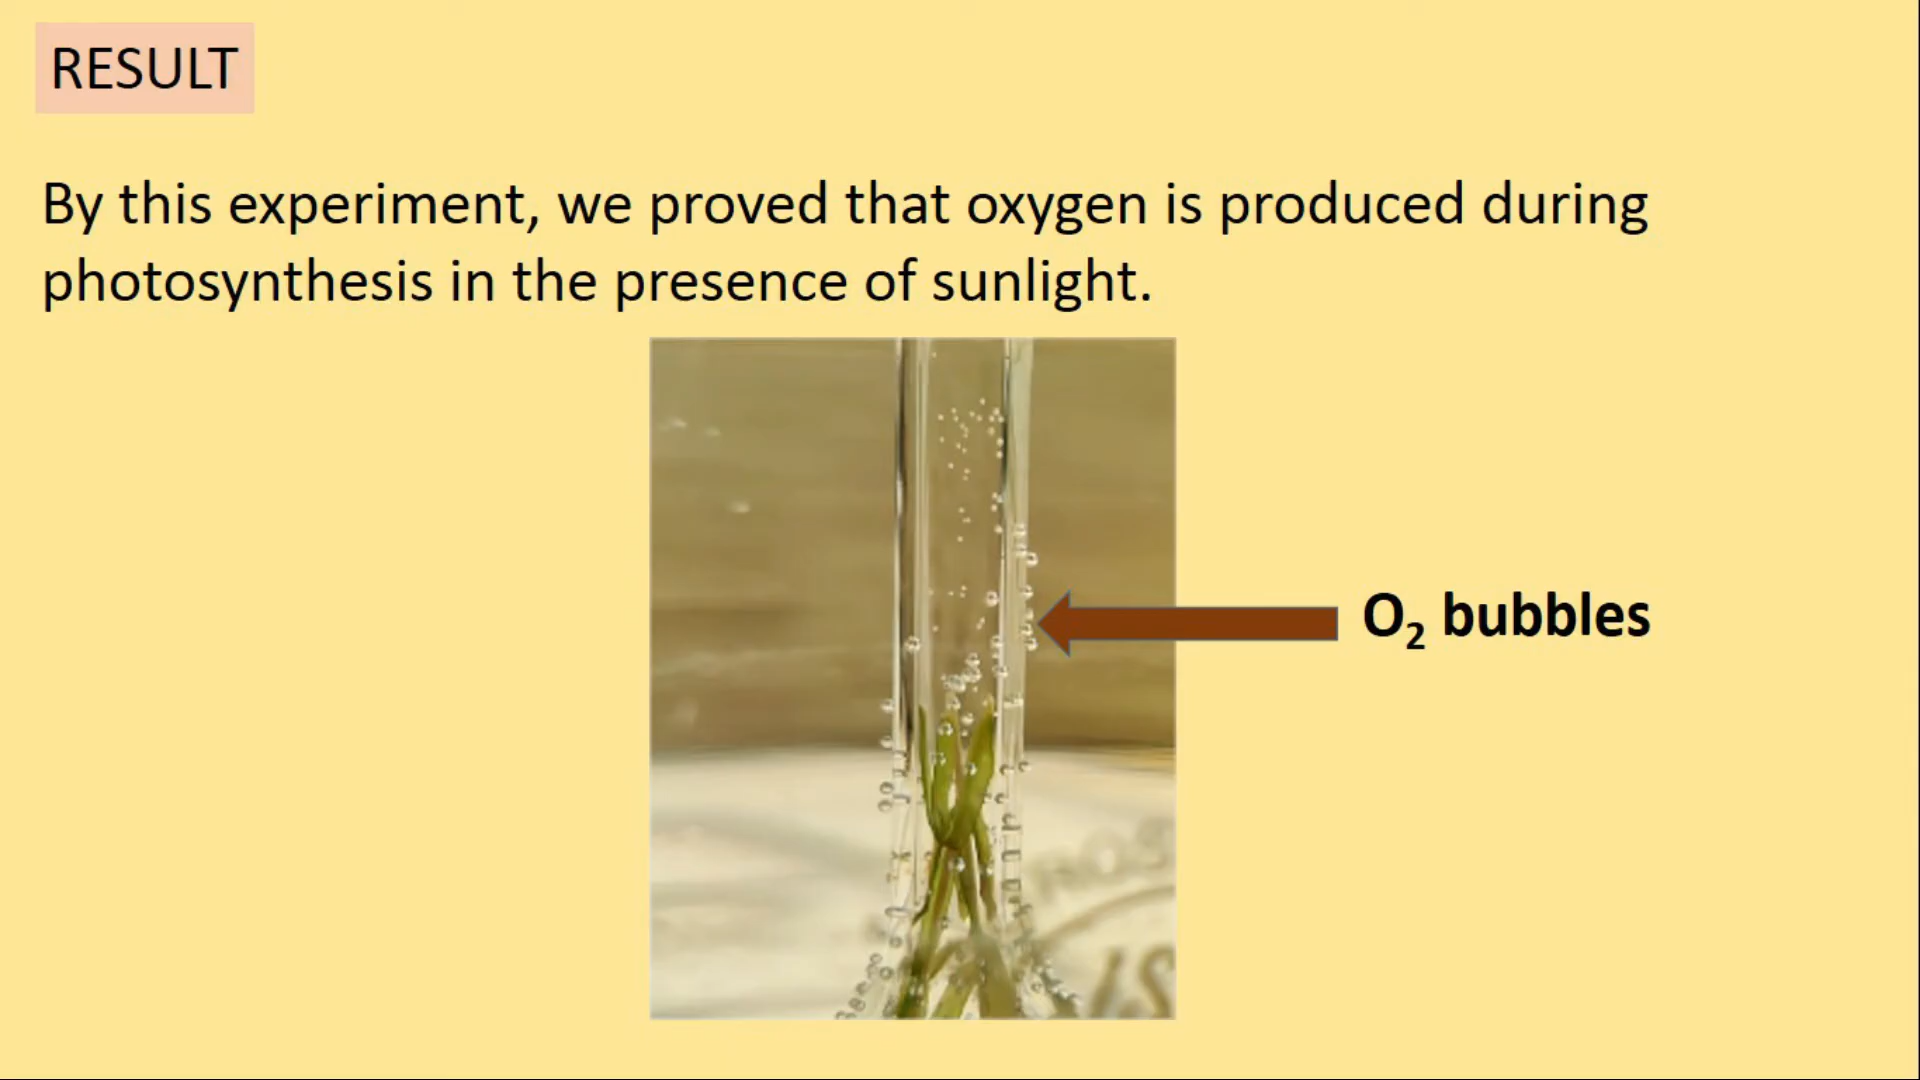 RESULT
By this experiment, we proved that oxygen is produced during
photosynthesis in the presence of sunlight.
O₂ bubbles